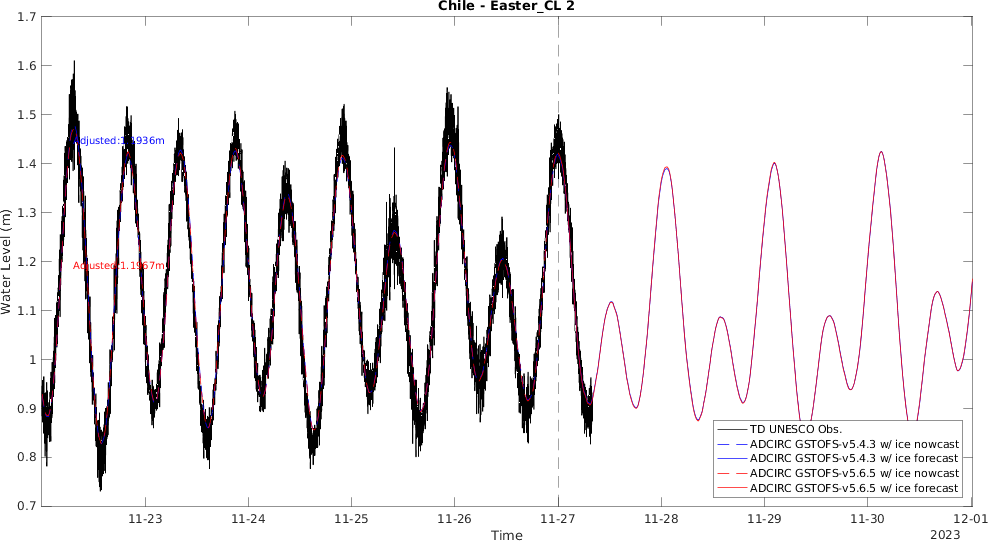 Chile - Easter_CL 2
1.7
1.6
1.5
1.4
1.3
1.2
1.1
1
0.9
0.8
0.7
Water Level (m)
Adjusted:1.1957m
TD UNESCO Obs.
ADCIRC GSTOFS-v5.4.3 w/ ice nowcast
ADCIRC GSTOFS-v5.4.3 w/ ice forecast
ADCIRC GSTOFS-v5.6.5 w/ ice nowcast
ADCIRC GSTOFS-v5.6.5 w/ ice forecast
11-23 11-24 11-25 11-26 11-27 11-28 11-29 11-30 12-01
Time
2023